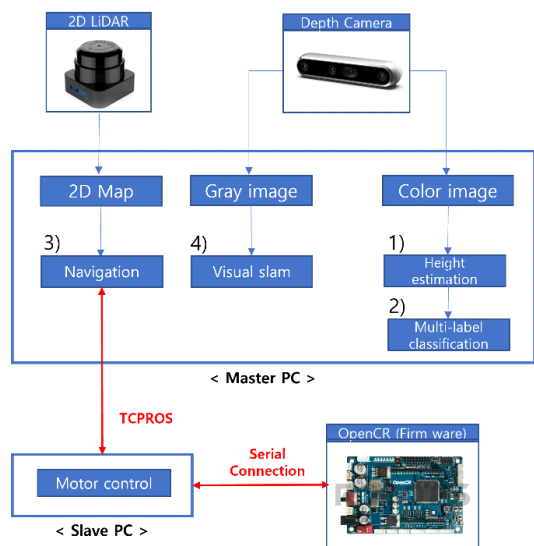 2D LiDAR
Depth Camera
2D Map
Gray image
Color image
3)
4)
1)
Navigation
Visual slam
Height
estimation
2)
Multi-label
classification
< Master PC >
TCPROS
Serial
Connection
OpenCR (Firm ware)
Motor control
OpenCR
< Slave PC >